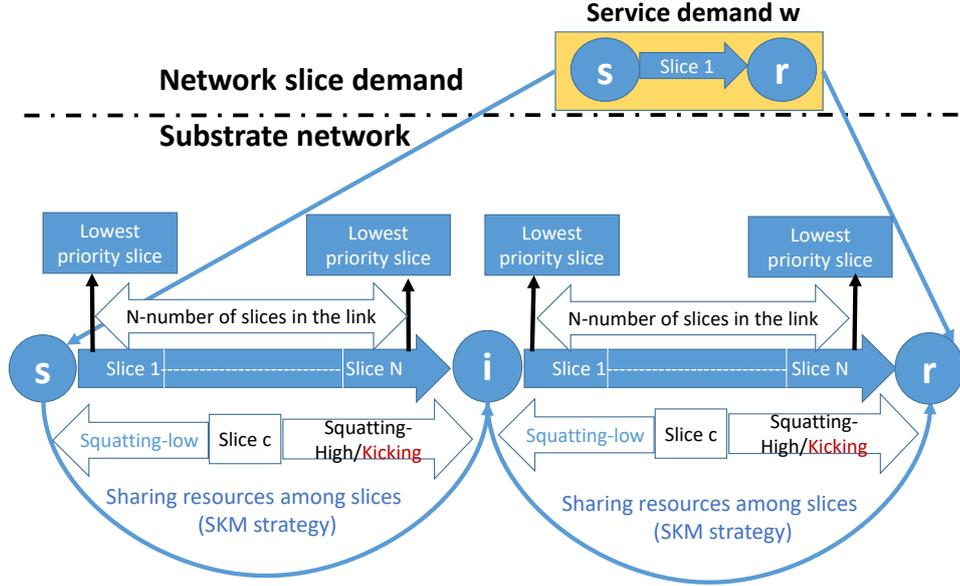 Service demand w
s
Slice 1
r
Network slice demand
Substrate network
Lowest
priority slice
Lowest
priority slice
Lowest
priority slice
Lowest
priority slice
N-number of slices in the link
N-number of slices in the link
s
Slice 1
Slice N
i
Slice 1
Slice N
r
Squatting-low
Slice c
Squatting-
High/Kicking
Squatting-low
Slice c
Squatting-
High/Kicking
Sharing resources among slices
(SKM strategy)
Sharing resources among slices
(SKM strategy)